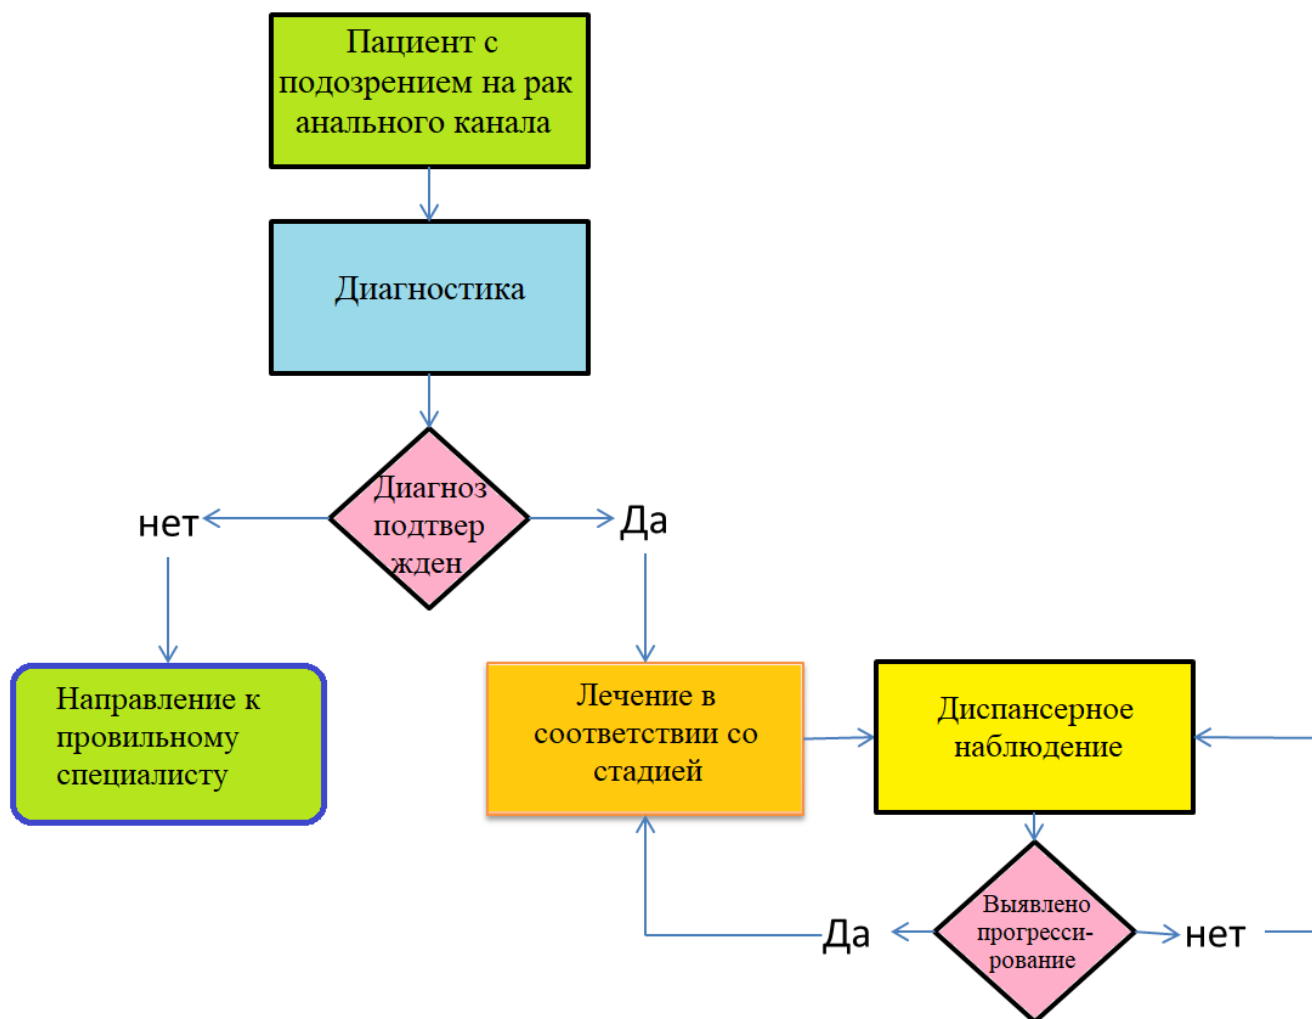 Пациент с
подозрением на рак
анального канала
Диагностика
Диагноз
подтвер
жден
нет
Да
Направление к
провильному
специалисту
Лечение в
соответствии со
стадией
Диспансерное
наблюдение
Выявлено
прогресси-
рование
Да
нет